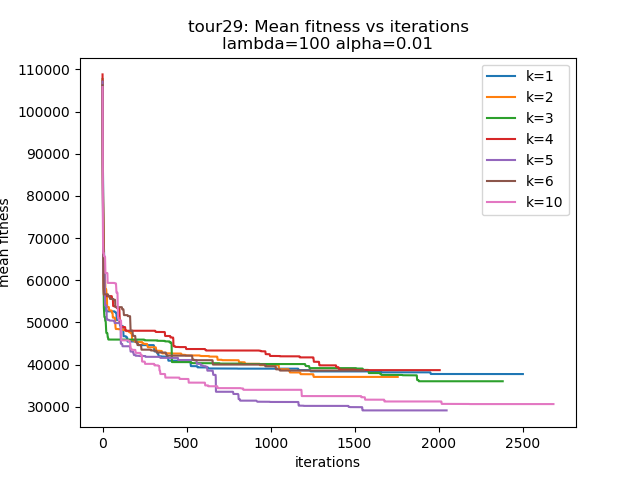 tour29: Mean fitness vs iterations
lambda=100 alpha=0.01
110000
100000
90000
80000
70000
60000
50000
40000
30000
mean fitness
k=1
k=2
k=3
k=4
k=5
k=6
k=10
0
500
1000
1500
2000
2500
iterations